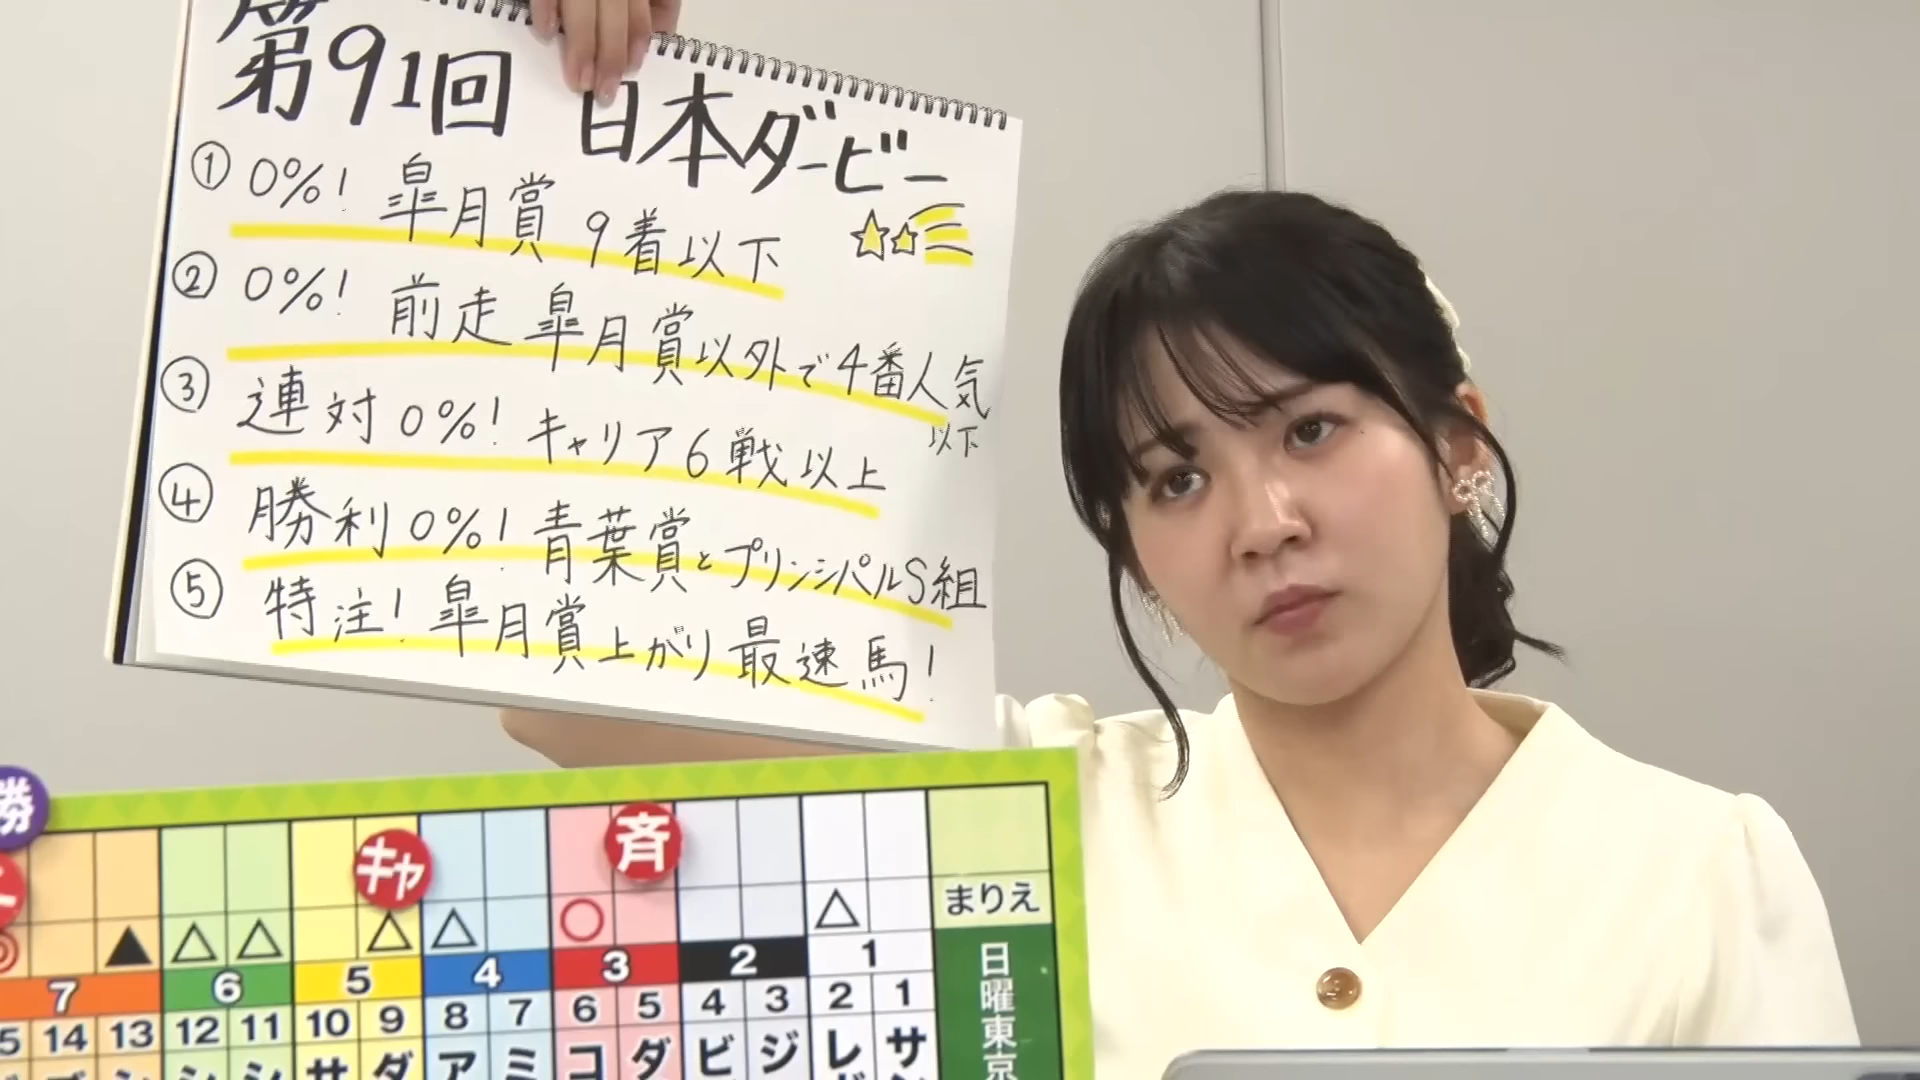 第91回 日本ダービー
① 0%! 皐月賞 9着以下
② 0%! 前走 皐月賞以外で4番人気
以下
③ 連対 0%! キャリア6戦以上
④ 勝利 0%! 青葉賞とプリンシパルS組
⑤ 特注! 皐月賞上がり最速馬!
勝
キャ 斉
▲ △ △ △ △ ○ △ まりえ
7 6 5 4 3 2 1
5 14 13 12 11 10 9 8 7 6 5 4 3 2 1
シ シ サ ダ ア ミ コ ダ ビ ジ レ サ
日曜東京